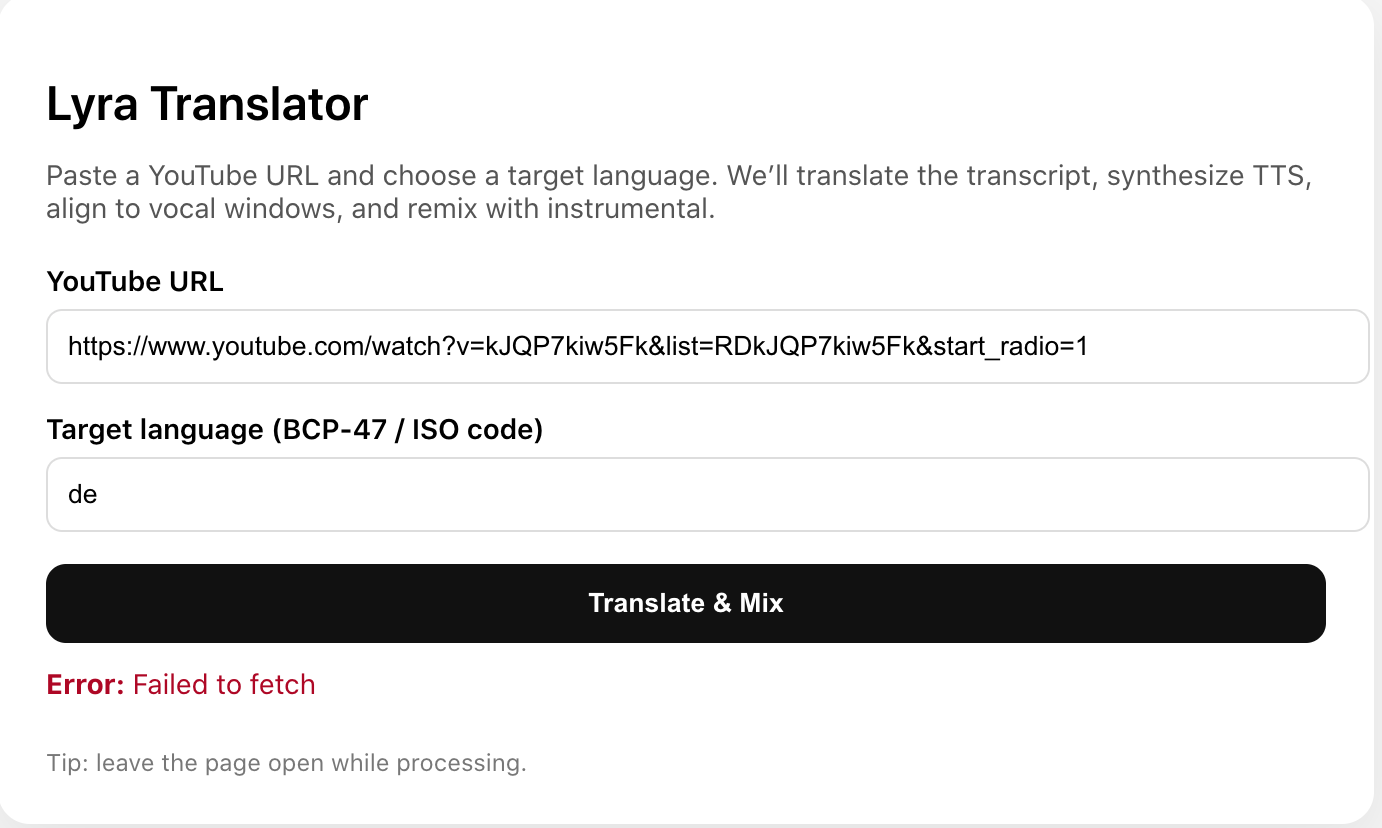 Lyra Translator
Paste a YouTube URL and choose a target language. We’ll translate the transcript, synthesize TTS,
align to vocal windows, and remix with instrumental.
YouTube URL
https://www.youtube.com/watch?v=kJQP7kiw5Fk&list=RDkJQP7kiw5Fk&start_radio=1
Target language (BCP-47 / ISO code)
de
Translate & Mix
Error: Failed to fetch
Tip: leave the page open while processing.